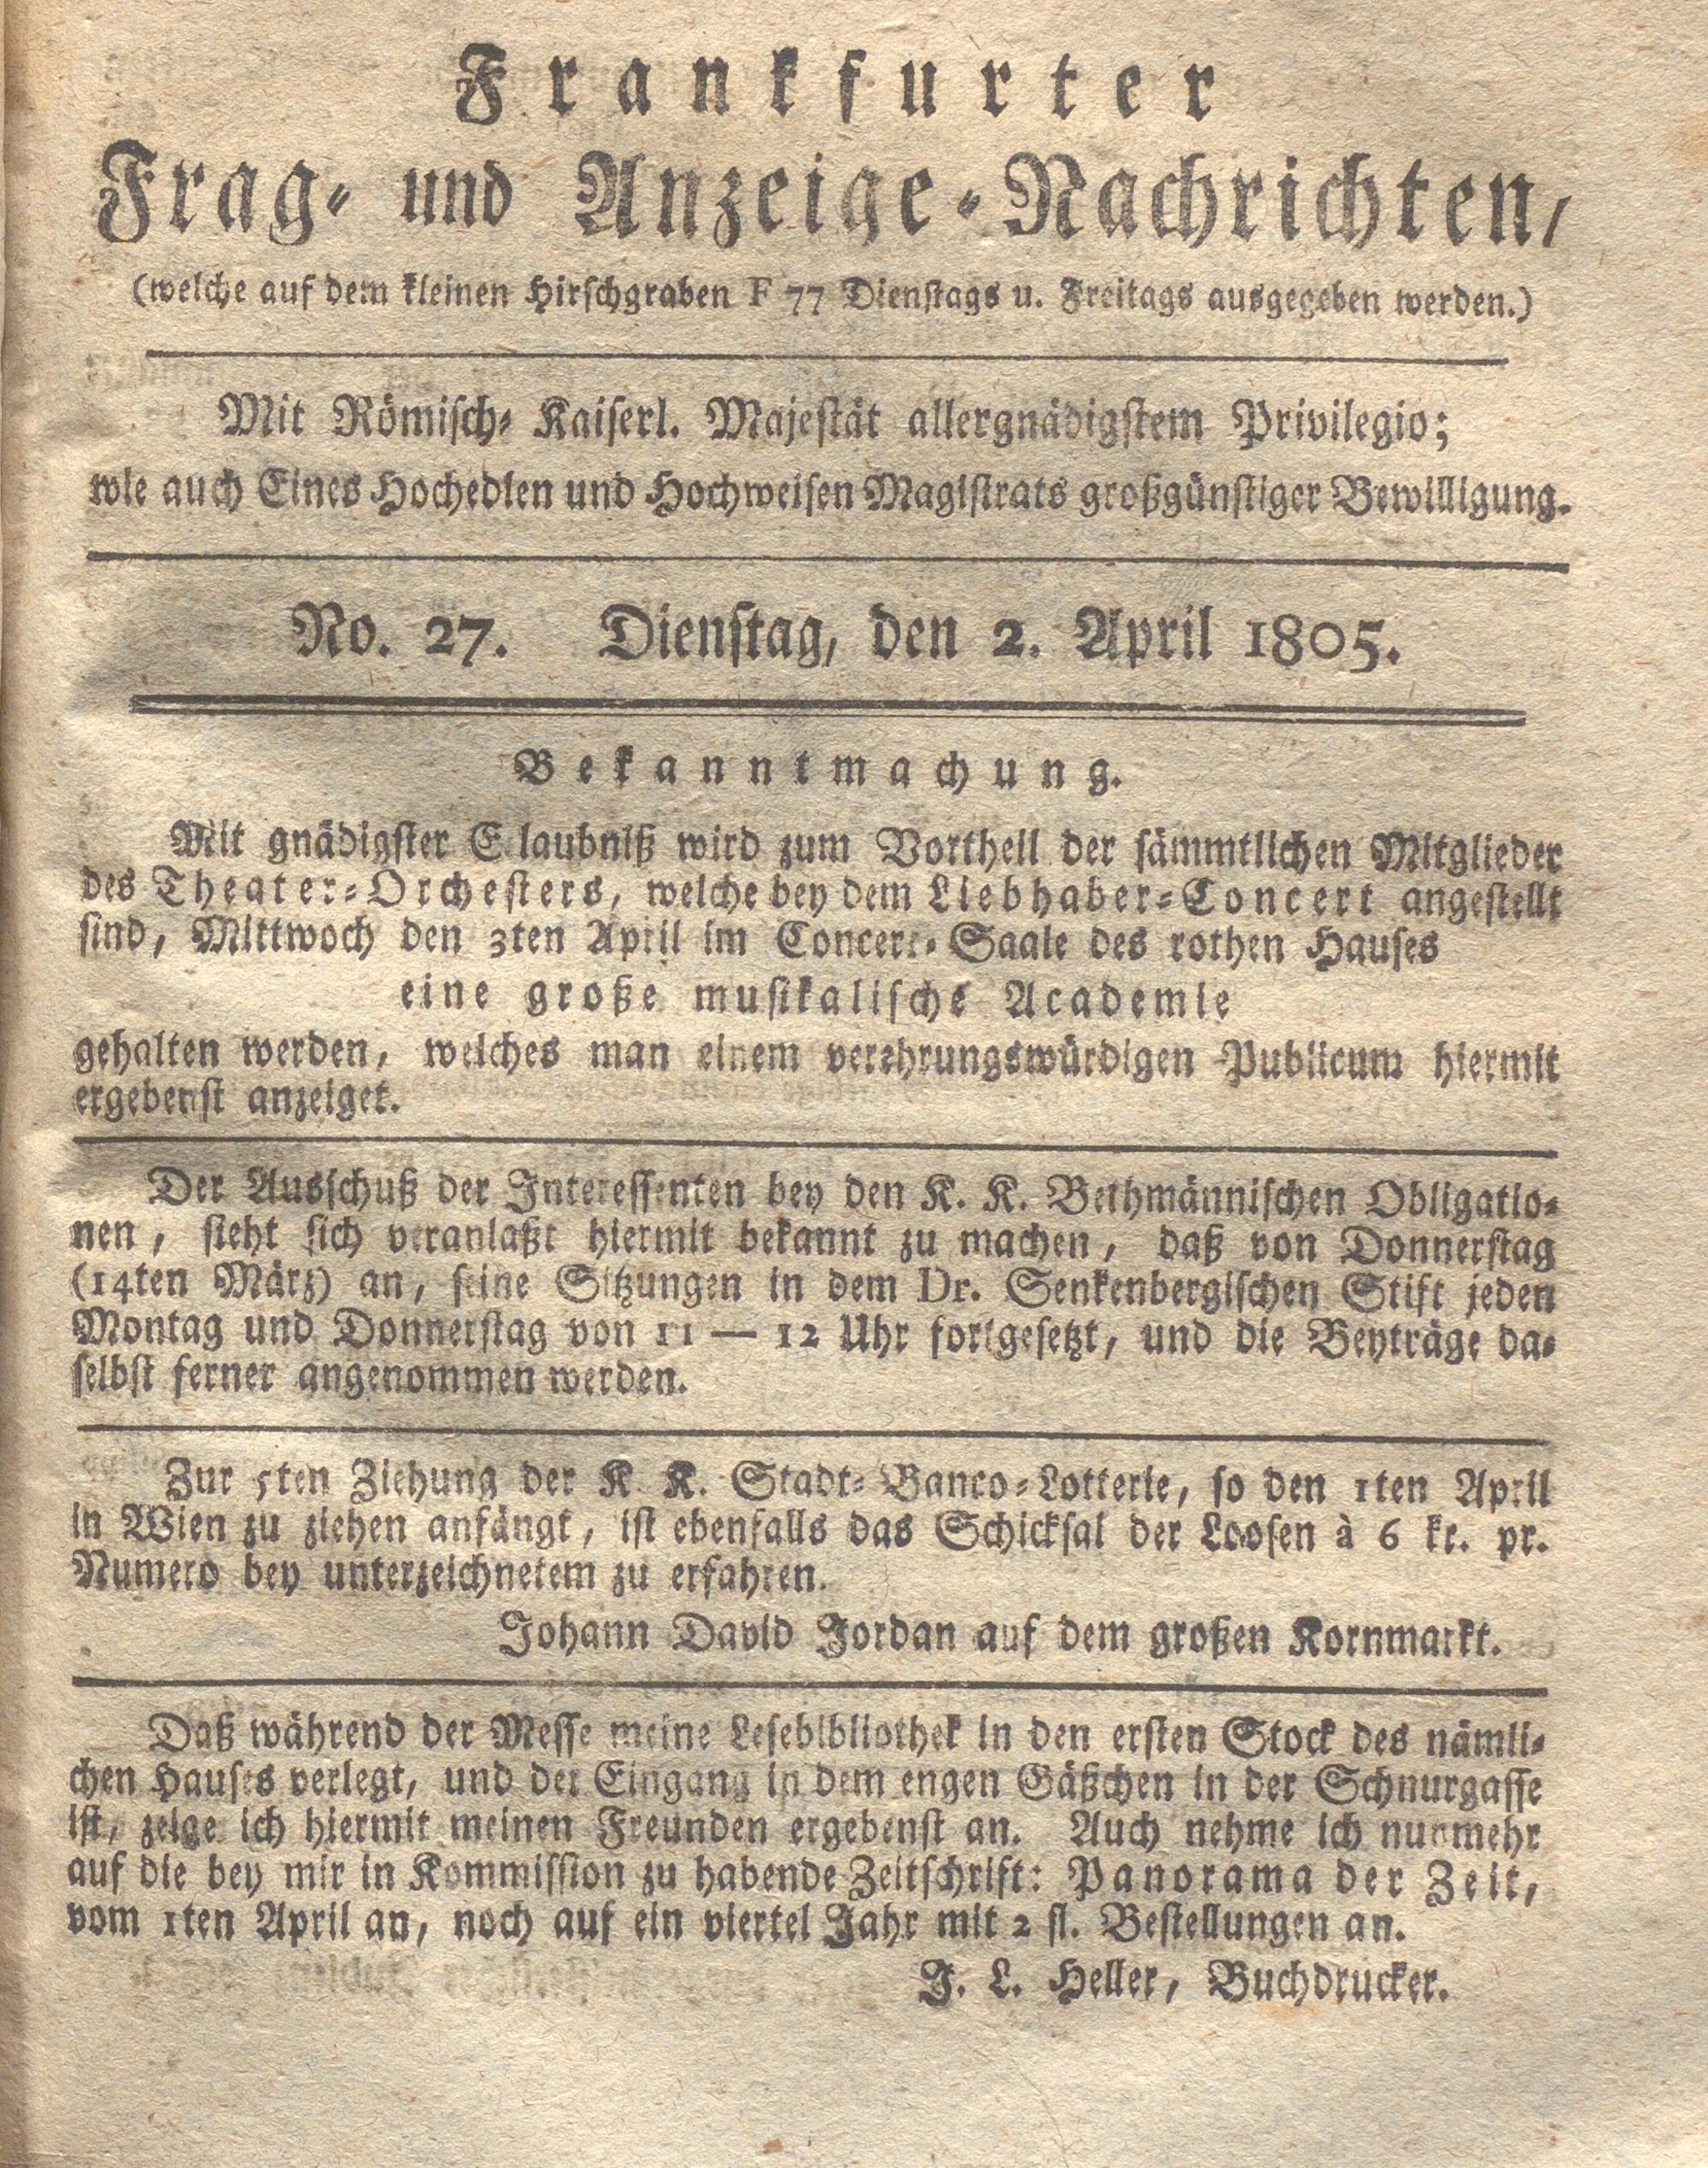 Frankfurter
Frag- und Anzeige-Nachrichten,
(welche auf dem kleinen Hirschgraben F 77 Dienstags u. Freitags ausgegeben werden.)
Mit Römisch- Kaiserl. Majestät allergnädigstem Privilegio;
wie auch Eines Hochedlen und Hochweisen Magistrats großgünstiger Bewilligung.
No. 27. Dienstag, den 2. April 1805.
Bekanntmachung.
Mit gnädigster E laubniß wird zum Vortheil der sämmtlichen Mitglieder
des Theater-Orchesters, welche bey dem Liebhaber-Concert angestellt
sind, Mittwoch den 3ten April im Concert-Saale des rothen Hauses
eine große musikalische Academie
gehalten werden, welches man einem verehrungswürdigen Publicum hiermit
ergebenst anzeiget.
Der Ausschuß der Interessenten bey den K. K. Bethmännischen Obligatio-
nen, sieht sich veranlaßt hiermit bekannt zu machen, daß von Donnerstag
(14ten März) an, seine Sitzungen in dem Dr. Senkenbergischen Stift jeden
Montag und Donnerstag von 11 — 12 Uhr fortgesetzt, und die Beyträge da-
selbst ferner angenommen werden.
Zur 5ten Ziehung der K K. Stadt-Banco-Lotterie, so den 1ten April
in Wien zu ziehen anfängt, ist ebenfalls das Schicksal der Loosen à 6 kr. pr.
Numero bey unterzeichnetem zu erfahren.
Johann David Jordan auf dem großen Kornmarkt.
Daß während der Messe meine Lesebibliothek in den ersten Stock des nämli-
chen Hauses verlegt, und der Eingang in dem engen Gäßchen in der Schnurgasse
ist, zeige ich hiermit meinen Freunden ergebenst an. Auch nehme ich nunmehr
auf die bey mir in Kommission zu habende Zeitschrift: Panorama der Zeit,
vom 1ten April an, noch auf ein viertel Jahr mit 2 fl. Bestellungen an.
J. L. Heller, Buchdrucker.